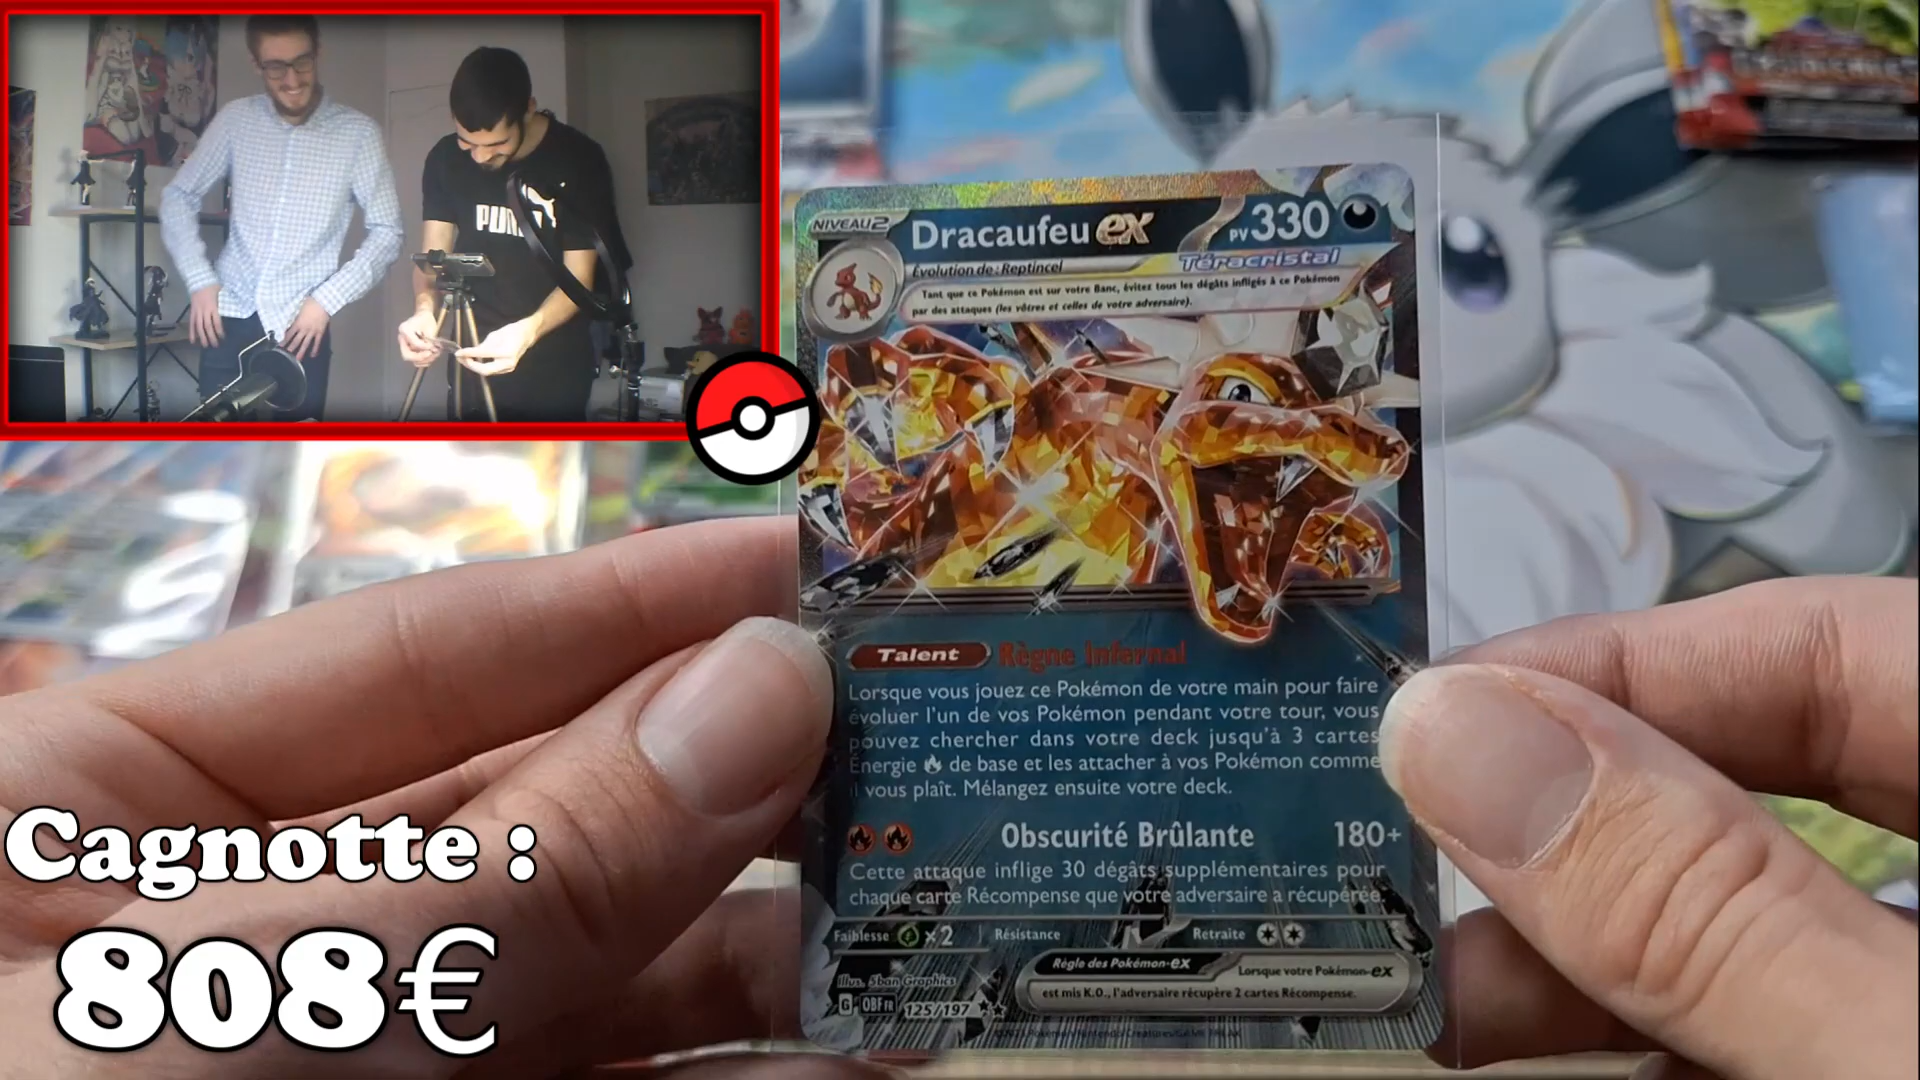 PUMA
NIVEAU2
Dracaufeu ex
PV 330
Évolution de : Reptincel
Téracristal
Tant que ce Pokémon est sur votre Banc, évitez tous les dégâts infligés à ce Pokémon
par des attaques (les vôtres et celles de votre adversaire).
Talent Règne Infernal
Lorsque vous jouez ce Pokémon de votre main pour faire
évoluer l'un de vos Pokémon pendant votre tour, vous
pouvez chercher dans votre deck jusqu'à 3 cartes
Énergie de base et les attacher à vos Pokémon comme
il vous plaît. Mélangez ensuite votre deck.
Obscurité Brûlante 180+
Cette attaque inflige 30 dégâts supplémentaires pour
chaque carte Récompense que votre adversaire a récupérée.
Faiblesse x2 Résistance Retraite
Règle des Pokémon-ex Lorsque votre Pokémon-ex
est mis K.O., l'adversaire récupère 2 cartes Récompense.
Illus. 5ban Graphics
G OBF FR 125/197
Cagnotte :
808€